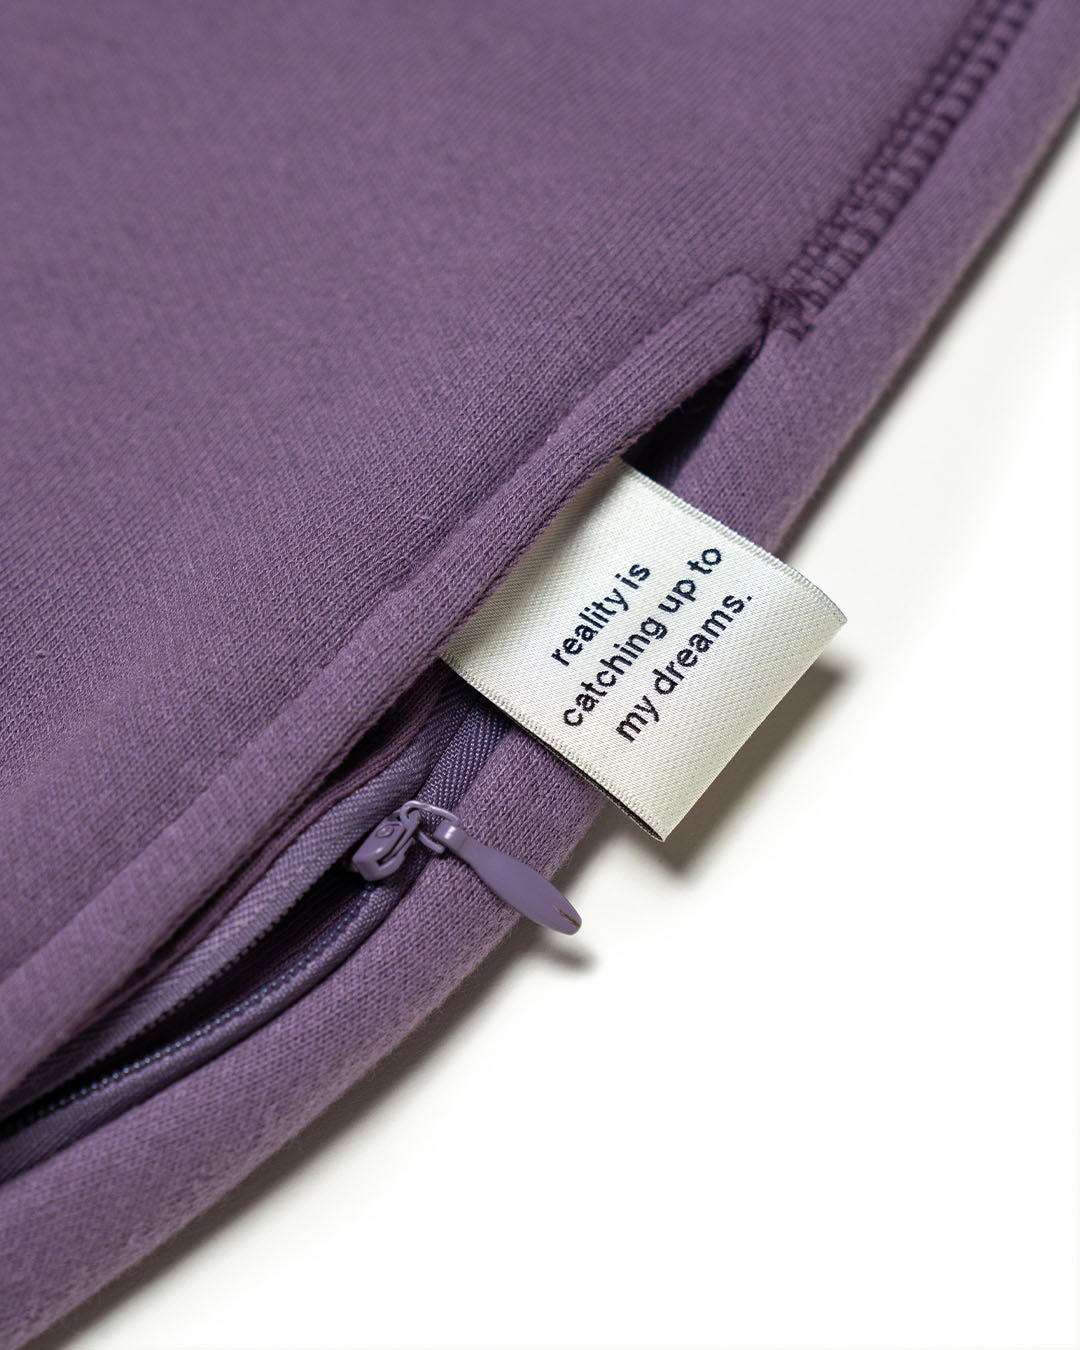 reality is
catching up to
my dreams.